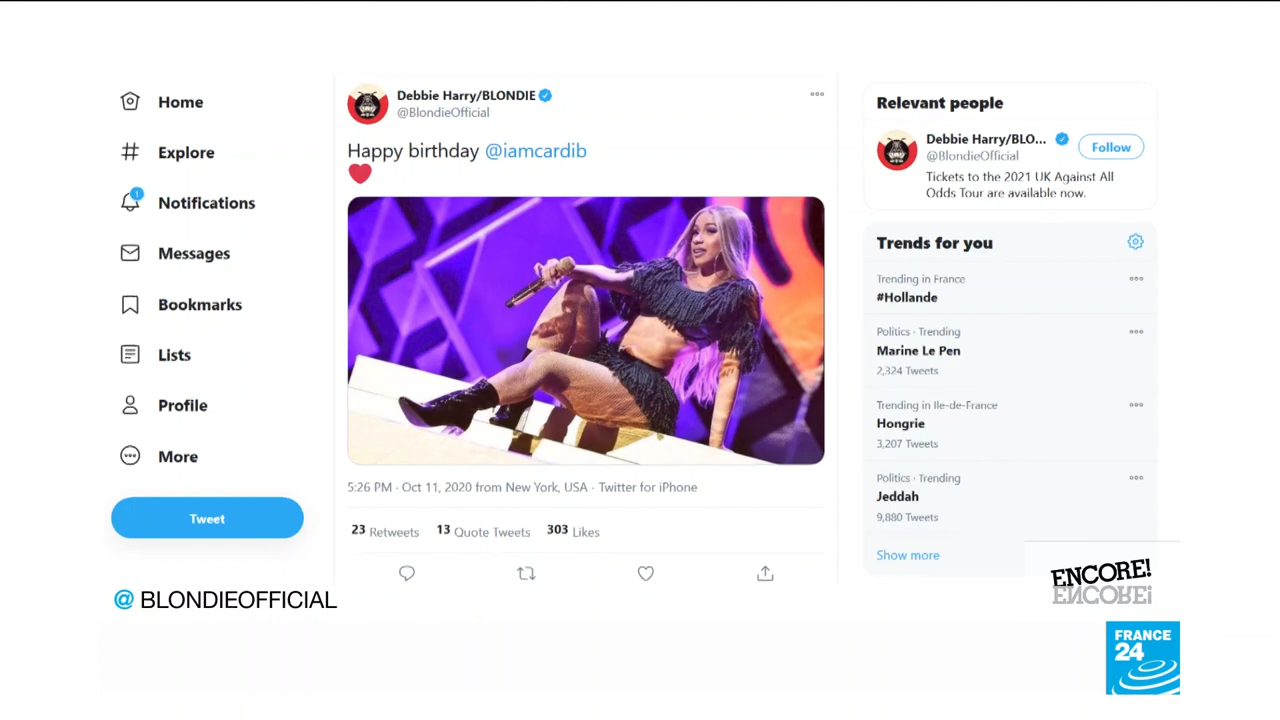 Home
Explore
1
Notifications
Messages
Bookmarks
Lists
Profile
More
Tweet
Debbie Harry/BLONDIE
@BlondieOfficial
Happy birthday @iamcardib
5:26 PM · Oct 11, 2020 from New York, USA · Twitter for iPhone
23 Retweets 13 Quote Tweets 303 Likes
Relevant people
Debbie Harry/BLO...
@BlondieOfficial
Follow
Tickets to the 2021 UK Against All
Odds Tour are available now.
Trends for you
Trending in France
#Hollande
Politics · Trending
Marine Le Pen
2,324 Tweets
Trending in Ile-de-France
Hongrie
3,207 Tweets
Politics · Trending
Jeddah
9,880 Tweets
Show more
@ BLONDIEOFFICIAL
ENCORE!
ENCORE!
FRANCE
24